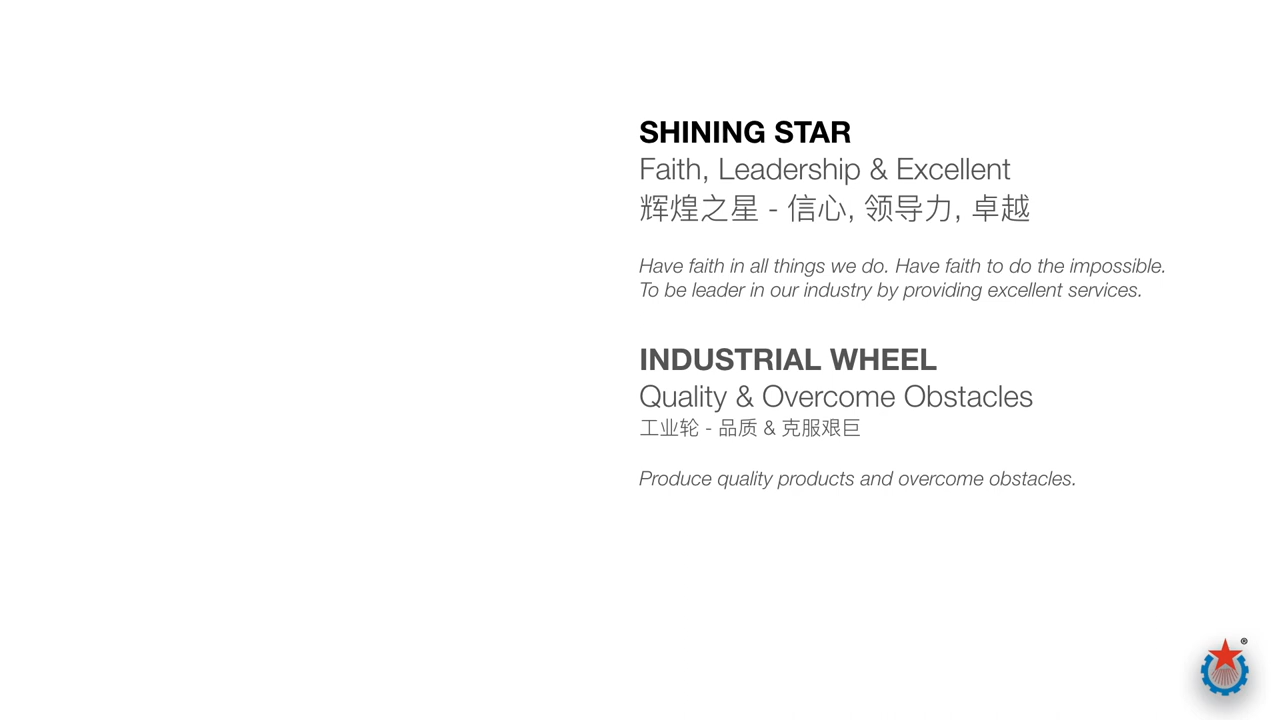 SHINING STAR
Faith, Leadership & Excellent
辉煌之星 - 信心, 领导力, 卓越
Have faith in all things we do. Have faith to do the impossible.
To be leader in our industry by providing excellent services.
INDUSTRIAL WHEEL
Quality & Overcome Obstacles
工业轮 - 品质 & 克服艰巨
Produce quality products and overcome obstacles.
®